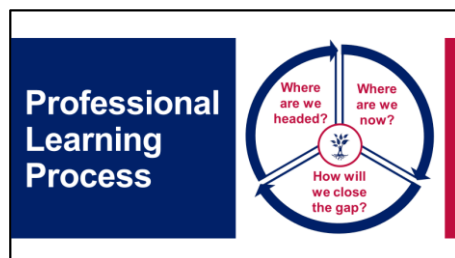 Professional
Learning
Process
Where
are we
headed?
Where
are we
now?
How will
we close
the gap?